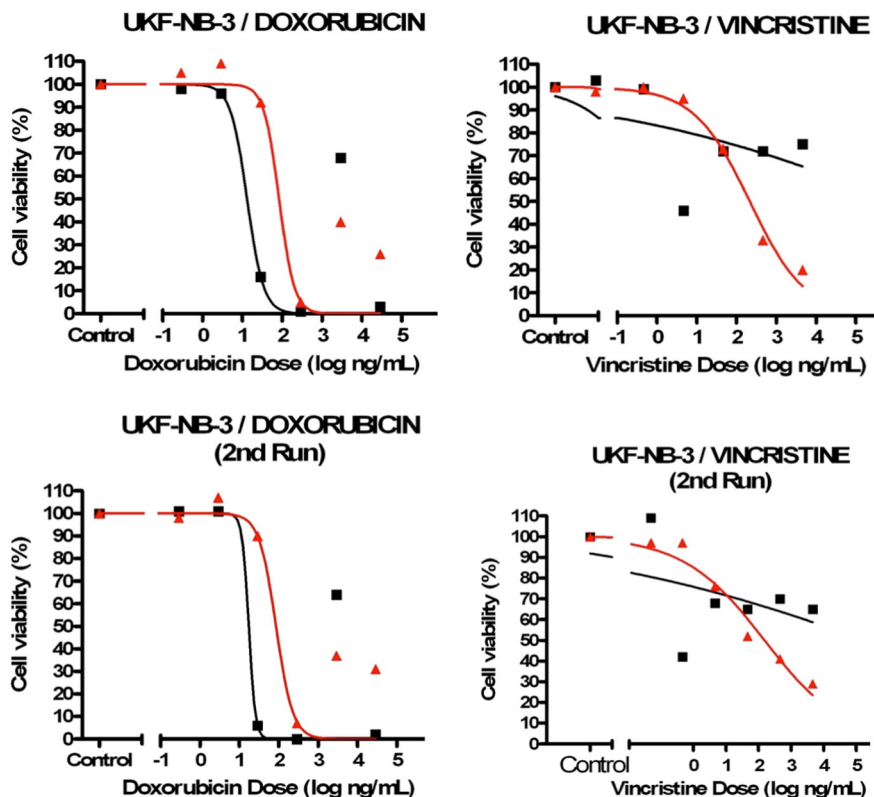 UKF-NB-3 / DOXORUBICIN
110
100
90
80
70
60
50
40
30
20
10
0
Cell viability (%)
Control
-1 0 1 2 3 4 5
Doxorubicin Dose (log ng/mL)
UKF-NB-3 / VINCRISTINE
110
100
90
80
70
60
50
40
30
20
10
0
Cell viability (%)
Control
-1 0 1 2 3 4 5
Vincristine Dose (log ng/mL)
UKF-NB-3 / DOXORUBICIN
(2nd Run)
110
100
90
80
70
60
50
40
30
20
10
0
Cell viability (%)
Control
-1 0 1 2 3 4 5
Doxorubicin Dose (log ng/mL)
UKF-NB-3 / VINCRISTINE
(2nd Run)
110
100
90
80
70
60
50
40
30
20
10
0
Cell viability (%)
Control
0 1 2 3 4 5
Vincristine Dose (log ng/mL)